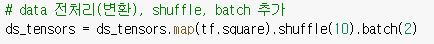 # data 전처리(변환), shuffle, batch 추가
ds_tensors = ds_tensors.map(tf.square).shuffle(10).batch(2)